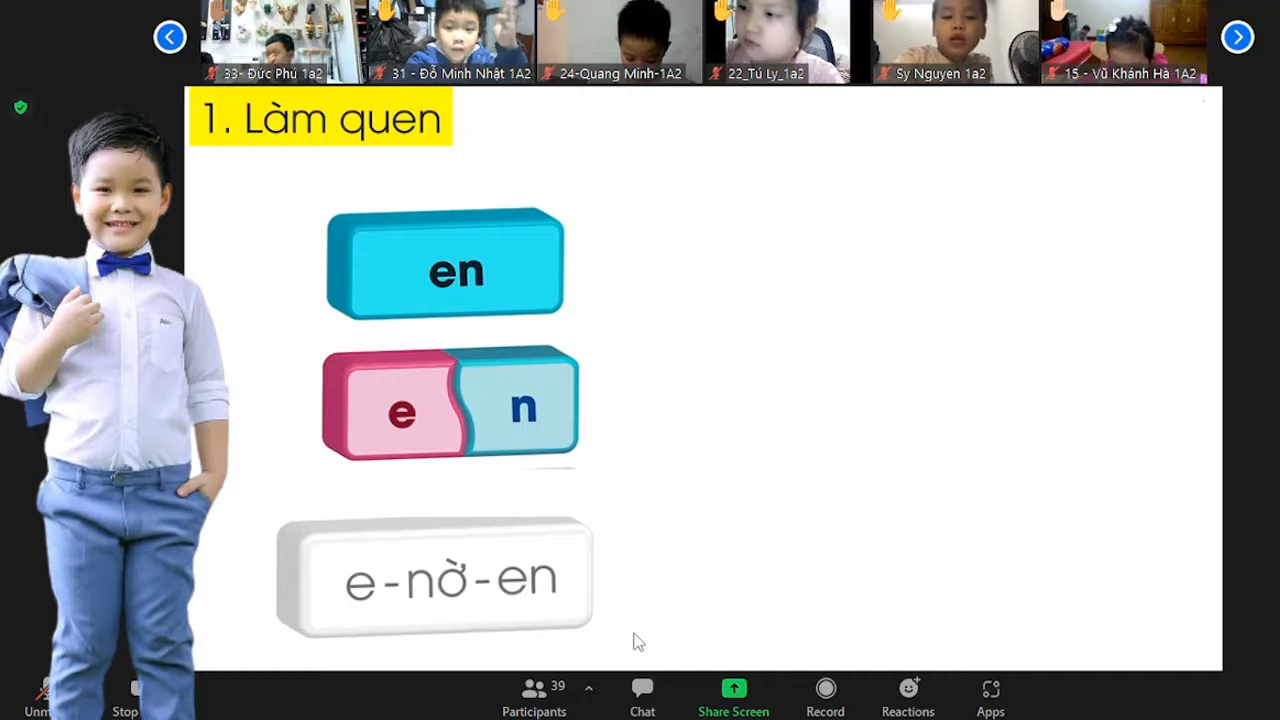 33- Đức Phú 1a2
31 - Đỗ Minh Nhật 1A2
24-Quang Minh-1A2
22_Tú Ly_1a2
Sy Nguyen 1a2
15 - Vũ Khánh Hà 1A2
1. Làm quen
en
e n
e-nờ-en
Unm
Stop
39
Participants
Chat
Share Screen
Record
Reactions
Apps